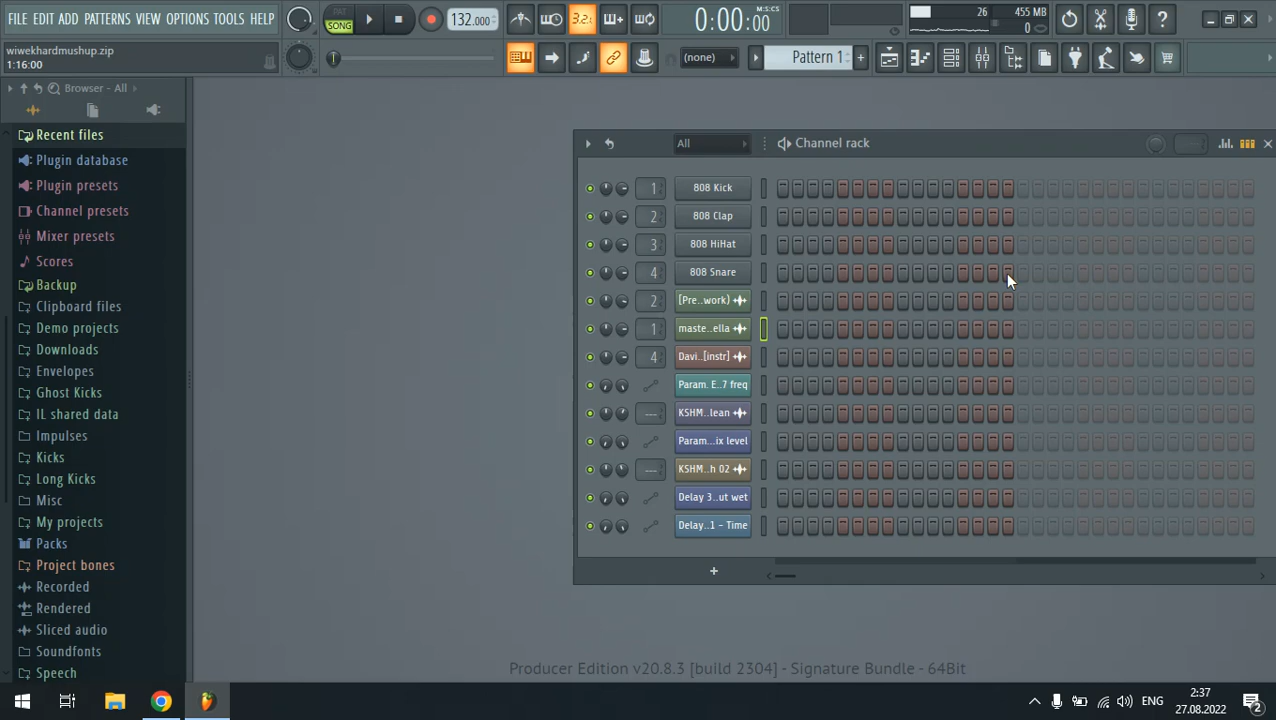 FILE EDIT ADD PATTERNS VIEW OPTIONS TOOLS HELP
PAT
SONG
132.000
3.2:
0:00:00
M:S:CS
26
455 MB
0
wiwekhardmushup.zip
1:16:00
(none)
Pattern 1
Browser - All
Recent files
Plugin database
Plugin presets
Channel presets
Mixer presets
Scores
Backup
Clipboard files
Demo projects
Downloads
Envelopes
Ghost Kicks
IL shared data
Impulses
Kicks
Long Kicks
Misc
My projects
Packs
Project bones
Recorded
Rendered
Sliced audio
Soundfonts
Speech
All
Channel rack
1 808 Kick
2 808 Clap
3 808 HiHat
4 808 Snare
2 [Pre..work)
1 maste..ella
4 Davi..[instr]
Param. E..7 freq
--- KSHM..lean
Param...ix level
--- KSHM..h 02
Delay 3..ut wet
Delay..1 – Time
+
Producer Edition v20.8.3 [build 2304] - Signature Bundle - 64Bit
ENG
2:37
27.08.2022
2